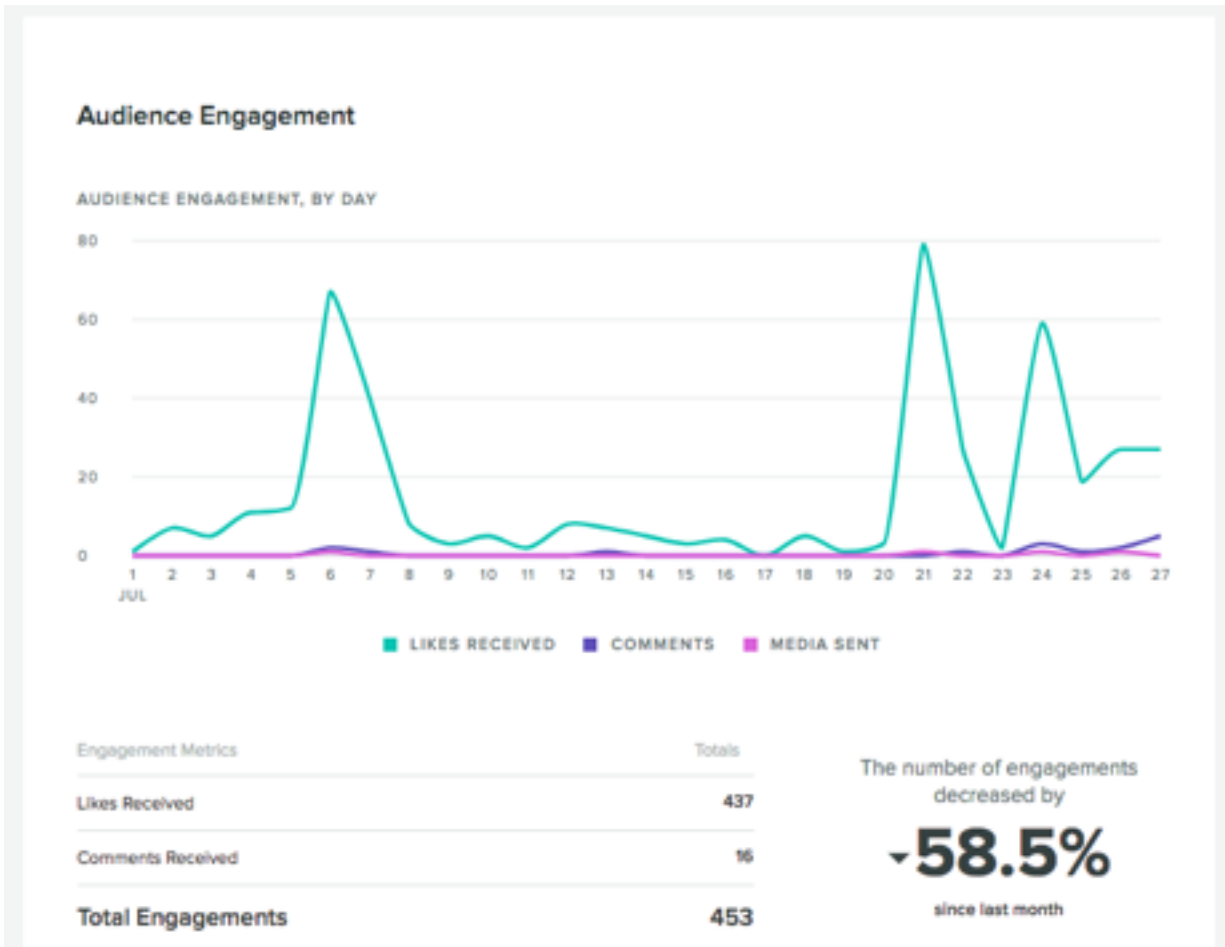 Audience Engagement
AUDIENCE ENGAGEMENT, BY DAY
80
60
40
20
0
1 2 3 4 5 6 7 8 9 10 11 12 13 14 15 16 17 18 19 20 21 22 23 24 25 26 27
JUL
LIKES RECEIVED COMMENTS MEDIA SENT
Engagement Metrics Totals
Likes Received 437
Comments Received 16
Total Engagements 453
The number of engagements
decreased by
58.5%
since last month